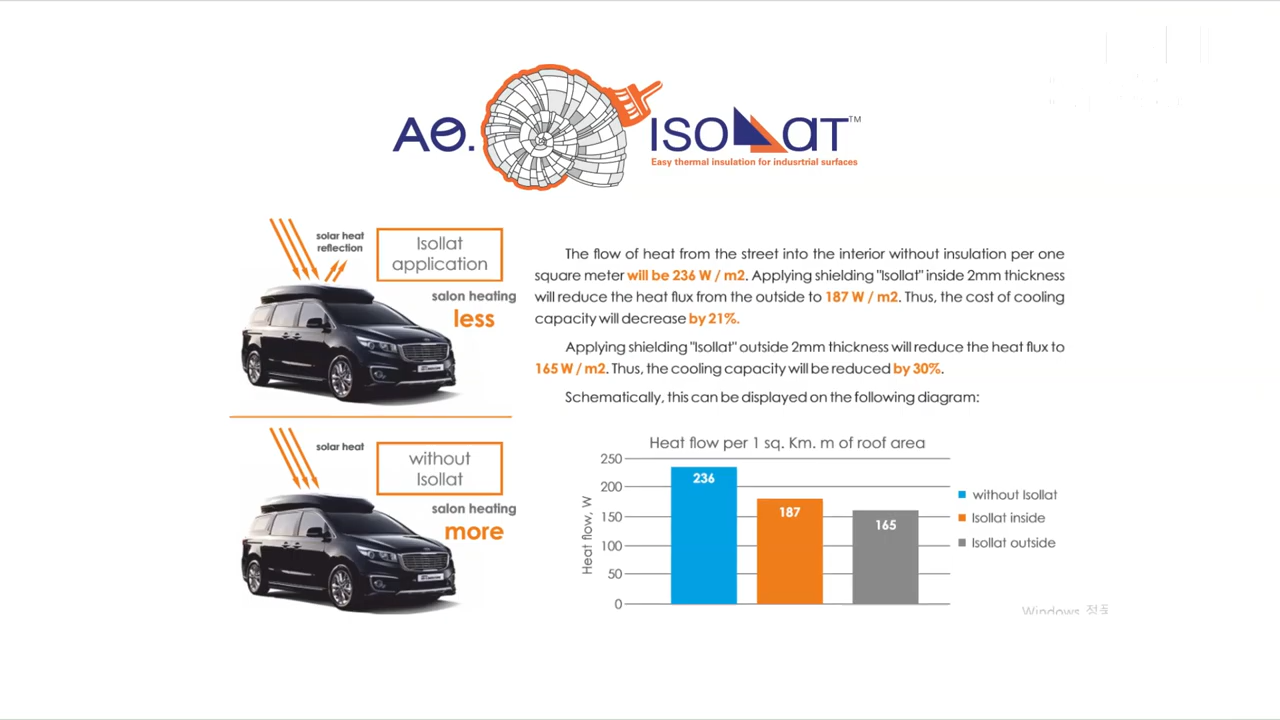 AΘ.
ISOLLAT™
Easy thermal insulation for indusrtrial surfaces
solar heat
reflection
Isollat
application
salon heating
less
The flow of heat from the street into the interior without insulation per one
square meter will be 236 W / m2. Applying shielding "Isollat" inside 2mm thickness
will reduce the heat flux from the outside to 187 W / m2. Thus, the cost of cooling
capacity will decrease by 21%.
Applying shielding "Isollat" outside 2mm thickness will reduce the heat flux to
165 W / m2. Thus, the cooling capacity will be reduced by 30%.
Schematically, this can be displayed on the following diagram:
solar heat
without
Isollat
salon heating
more
Heat flow per 1 sq. Km. m of roof area
Heat flow, W
250
200
150
100
50
0
236
187
165
without Isollat
Isollat inside
Isollat outside
Windows